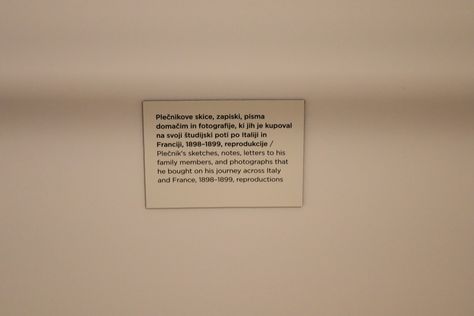 Plečnikove skice, zapiski, pisma
domačim in fotografije, ki jih je kupoval
na svoji študijski poti po Italiji in
Franciji, 1898–1899, reprodukcije /
Plečnik's sketches, notes, letters to his
family members, and photographs that
he bought on his journey across Italy
and France, 1898–1899, reproductions